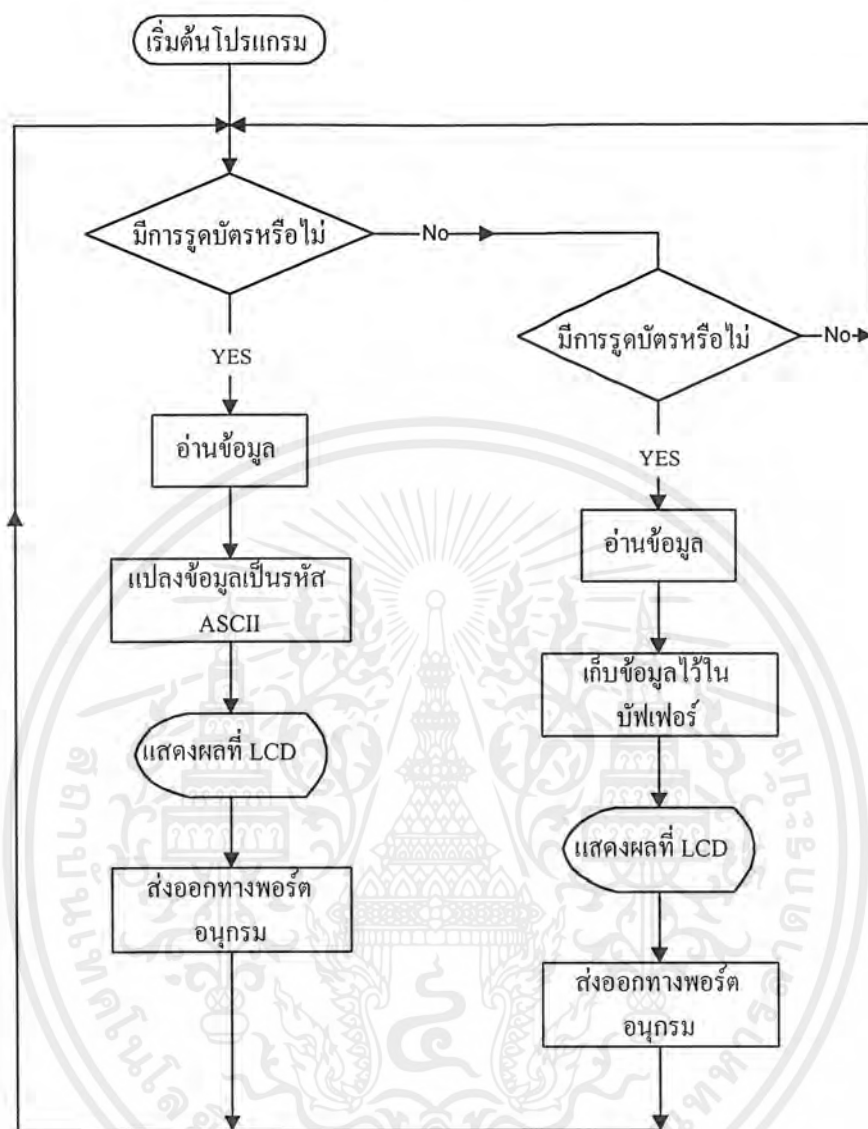 เริ่มต้นโปรแกรม
มีการรูดบัตรหรือไม่
No
มีการรูดบัตรหรือไม่
No
YES
YES
อ่านข้อมูล
อ่านข้อมูล
แปลงข้อมูลเป็นรหัส
ASCII
เก็บข้อมูลไว้ใน
บัฟเฟอร์
แสดงผลที่ LCD
แสดงผลที่ LCD
ส่งออกทางพอร์ต
อนุกรม
ส่งออกทางพอร์ต
อนุกรม